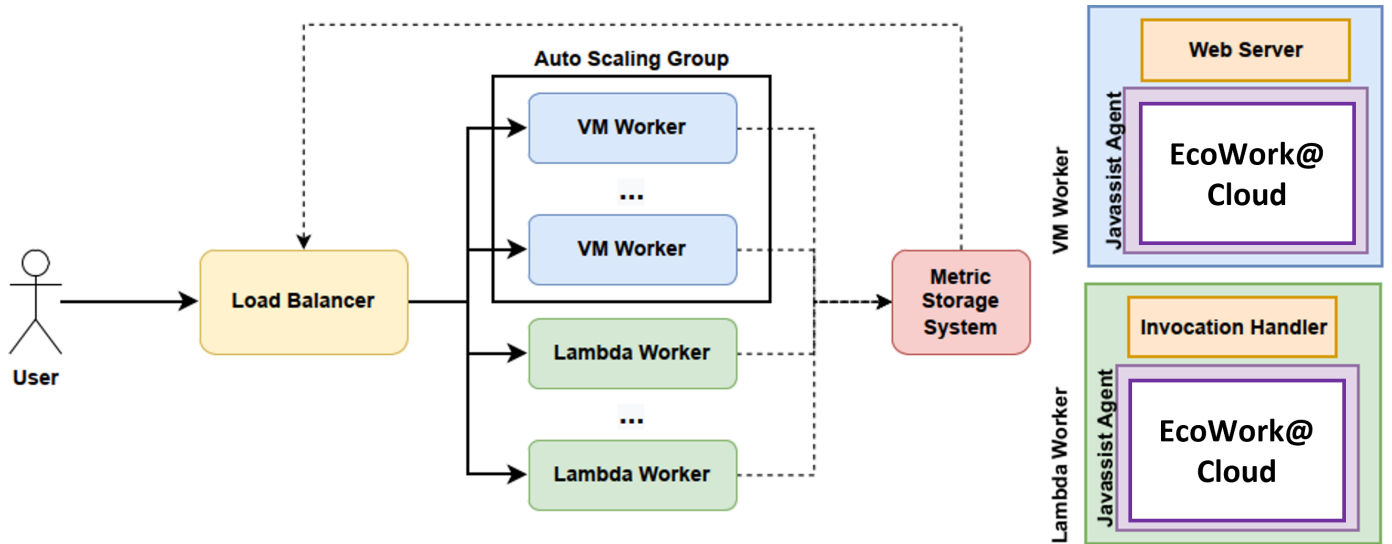 Auto Scaling Group
VM Worker
...
VM Worker
Load Balancer
User
Lambda Worker
...
Lambda Worker
Metric
Storage
System
VM Worker
Web Server
Javassist Agent
EcoWork@
Cloud
Lambda Worker
Invocation Handler
Javassist Agent
EcoWork@
Cloud